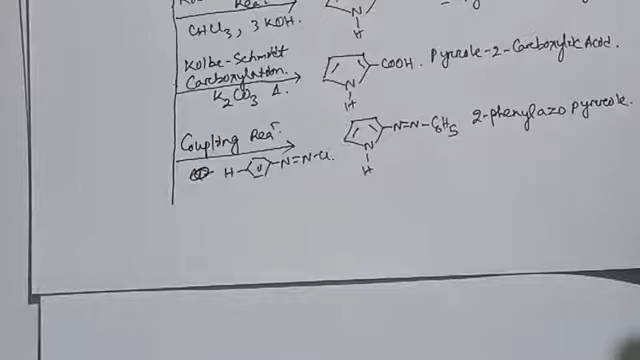 Reaⁿ.
CHCl3, 3 KOH.
N
H
Kolbe-Schmidt
Carboxylation.
K2CO3 Δ.
COOH. Pyrrole-2-Carboxylic Acid.
N
H
Coupling Reaⁿ.
H- -N=N-Cl.
-N=N-C6H5 2-phenylazo pyrrole.
N
H